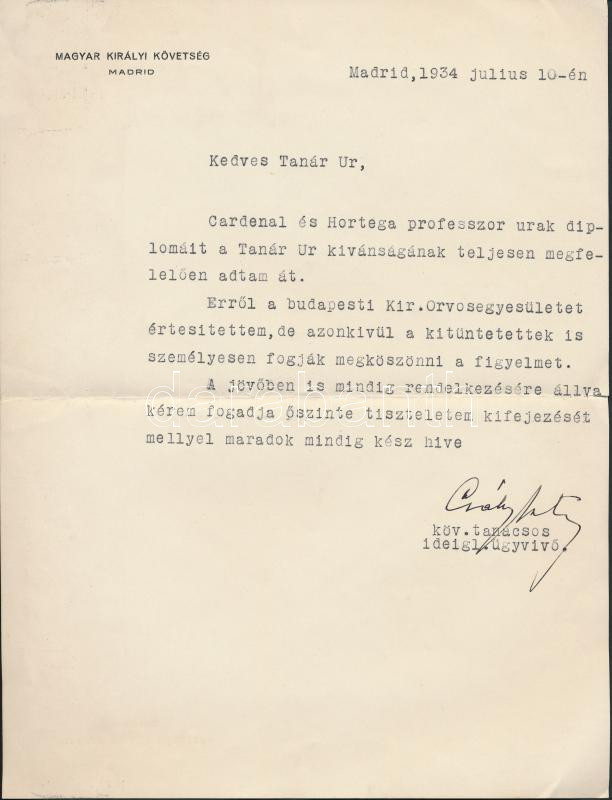 MAGYAR KIRÁLYI KÖVETSÉG
MADRID
Madrid,1934 julius 10-én
Kedves Tanár Ur,
Cardenal és Hortega professzor urak dip-
lomáit a Tanár Ur kivánságának teljesen megfe-
lelően adtam át.
Erről a budapesti Kir.Orvosegyesületet
értesitettem,de azonkivül a kitüntetettek is
személyesen fogják megköszönni a figyelmet.
A jövőben is mindig rendelkezésére állva
kérem fogadja őszinte tiszteletem kifejezését
mellyel maradok mindig kész hive
köv.tanácsos
ideigl.ügyvivő.
darabanth